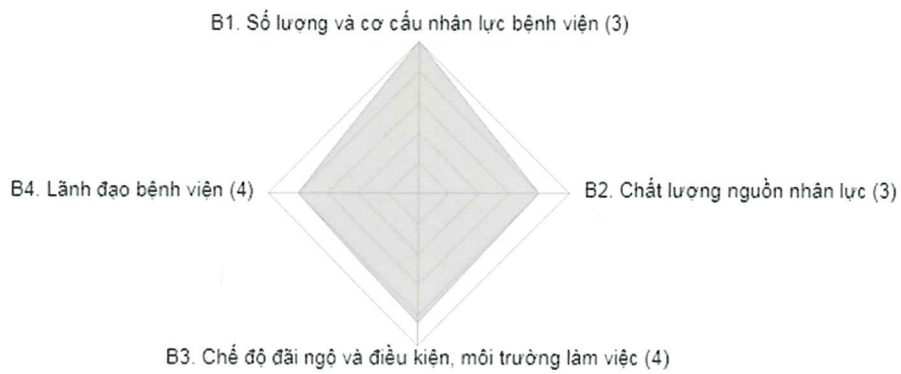 B1. Số lượng và cơ cấu nhân lực bệnh viện (3)
B4. Lãnh đạo bệnh viện (4)
B2. Chất lượng nguồn nhân lực (3)
B3. Chế độ đãi ngộ và điều kiện, môi trường làm việc (4)